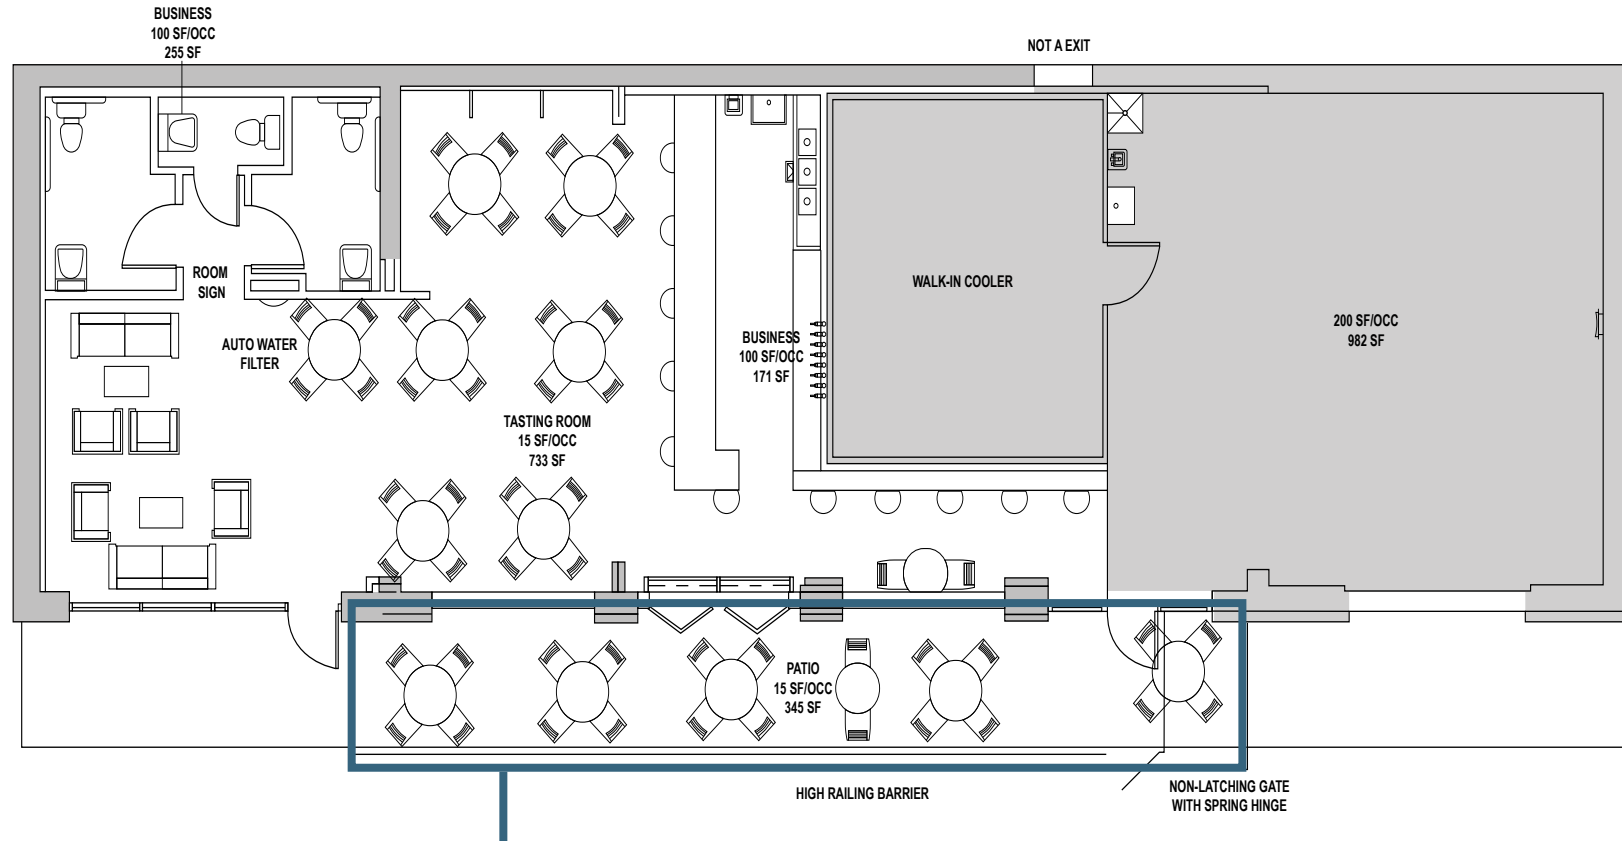 BUSINESS
100 SF/OCC
255 SF
NOT A EXIT
ROOM
SIGN
WALK-IN COOLER
AUTO WATER
FILTER
BUSINESS
100 SF/OCC
171 SF
200 SF/OCC
982 SF
TASTING ROOM
15 SF/OCC
733 SF
PATIO
15 SF/OCC
345 SF
HIGH RAILING BARRIER
NON-LATCHING GATE
WITH SPRING HINGE